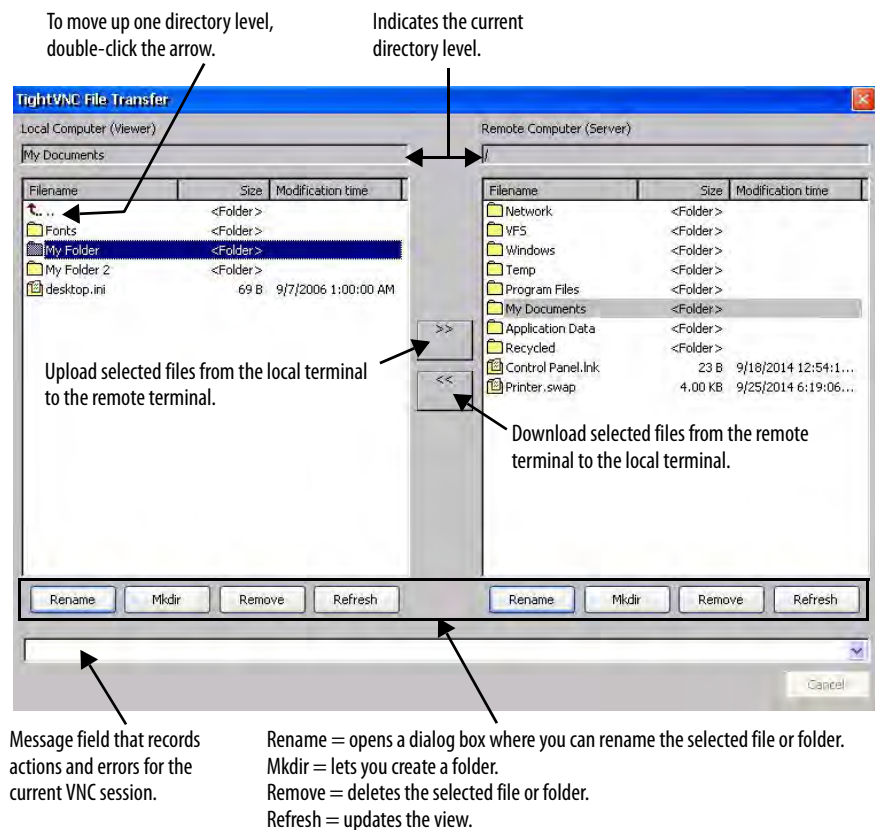 To move up one directory level,
double-click the arrow.
Indicates the current
directory level.
TightVNC File Transfer
Local Computer (Viewer)
Remote Computer (Server)
My Documents
/
Filename Size Modification time
.. <Folder>
Fonts <Folder>
My Folder <Folder>
My Folder 2 <Folder>
desktop.ini 69 B 9/7/2006 1:00:00 AM
Filename Size Modification time
Network <Folder>
VFS <Folder>
Windows <Folder>
Temp <Folder>
Program Files <Folder>
My Documents <Folder>
Application Data <Folder>
Recycled <Folder>
Control Panel.lnk 23 B 9/18/2014 12:54:1...
Printer.swap 4.00 KB 9/25/2014 6:19:06...
>>
<<
Upload selected files from the local terminal
to the remote terminal.
Download selected files from the remote
terminal to the local terminal.
Rename Mkdir Remove Refresh
Rename Mkdir Remove Refresh
Cancel
Message field that records
actions and errors for the
current VNC session.
Rename = opens a dialog box where you can rename the selected file or folder.
Mkdir = lets you create a folder.
Remove = deletes the selected file or folder.
Refresh = updates the view.